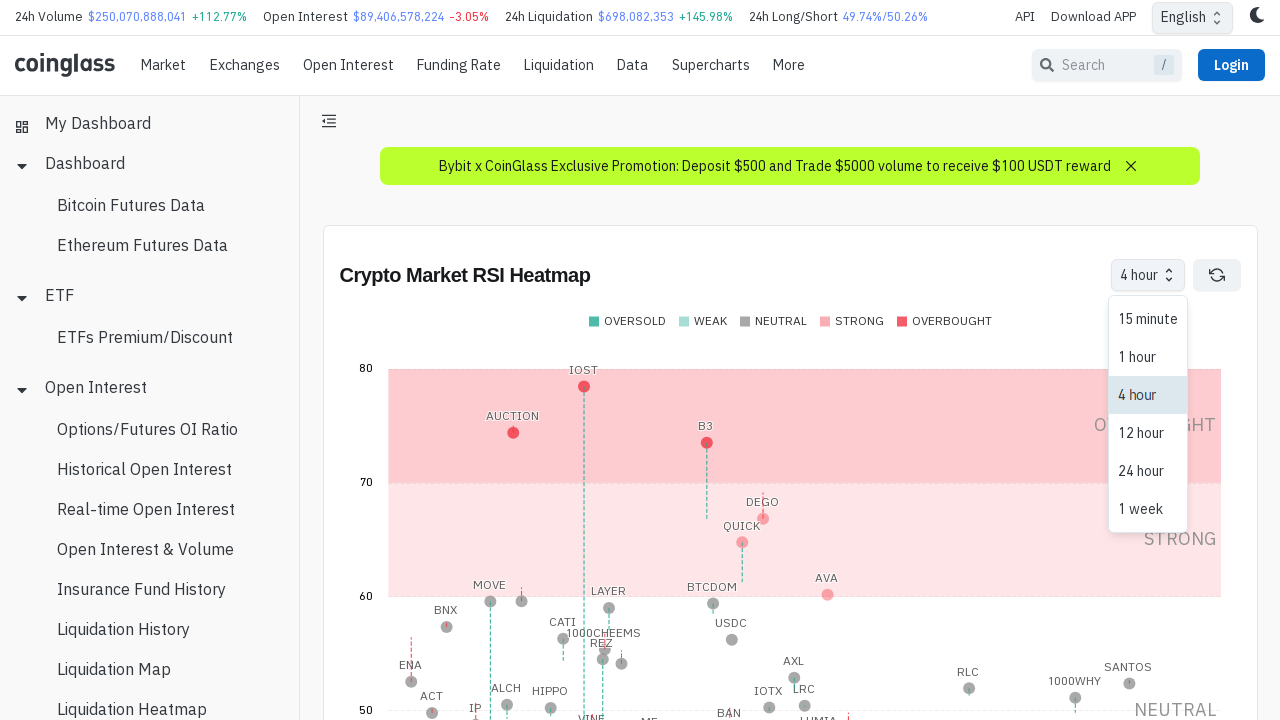 24h Volume $250,070,888,041 +112.77% Open Interest $89,406,578,224 -3.05% 24h Liquidation $698,082,353 +145.98% 24h Long/Short 49.74%/50.26% API Download APP English
coinglass Market Exchanges Open Interest Funding Rate Liquidation Data Supercharts More Search / Login
My Dashboard
Dashboard
Bitcoin Futures Data
Ethereum Futures Data
ETF
ETFs Premium/Discount
Open Interest
Options/Futures OI Ratio
Historical Open Interest
Real-time Open Interest
Open Interest & Volume
Insurance Fund History
Liquidation History
Liquidation Map
Liquidation Heatmap
Bybit x CoinGlass Exclusive Promotion: Deposit $500 and Trade $5000 volume to receive $100 USDT reward
Crypto Market RSI Heatmap
4 hour
15 minute
1 hour
4 hour
12 hour
24 hour
1 week
OVERSOLD WEAK NEUTRAL STRONG OVERBOUGHT
80
IOST
AUCTION
B3
70
DEGO
QUICK
STRONG
AVA
MOVE
LAYER
BTCDOM
60
BNX
CATI
USDC
1000CHEEMS
REZ
ENA
AXL
SANTOS
RLC
1000WHY
ACT
ALCH
HIPPO
IOTX
LRC
IP
50
NEUTRAL
BAN
VINE
ME
LUMIA